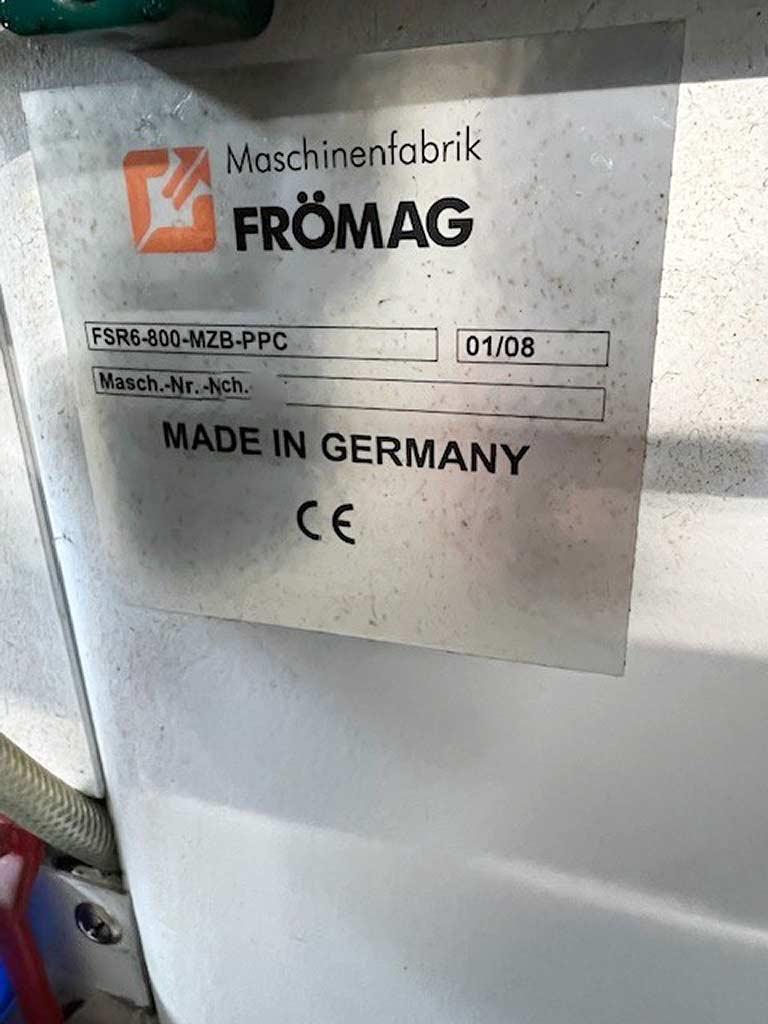 Maschinenfabrik
FRÖMAG
FSR6-800-MZB-PPC 01/08
Masch.-Nr.-Nch.
MADE IN GERMANY
CE